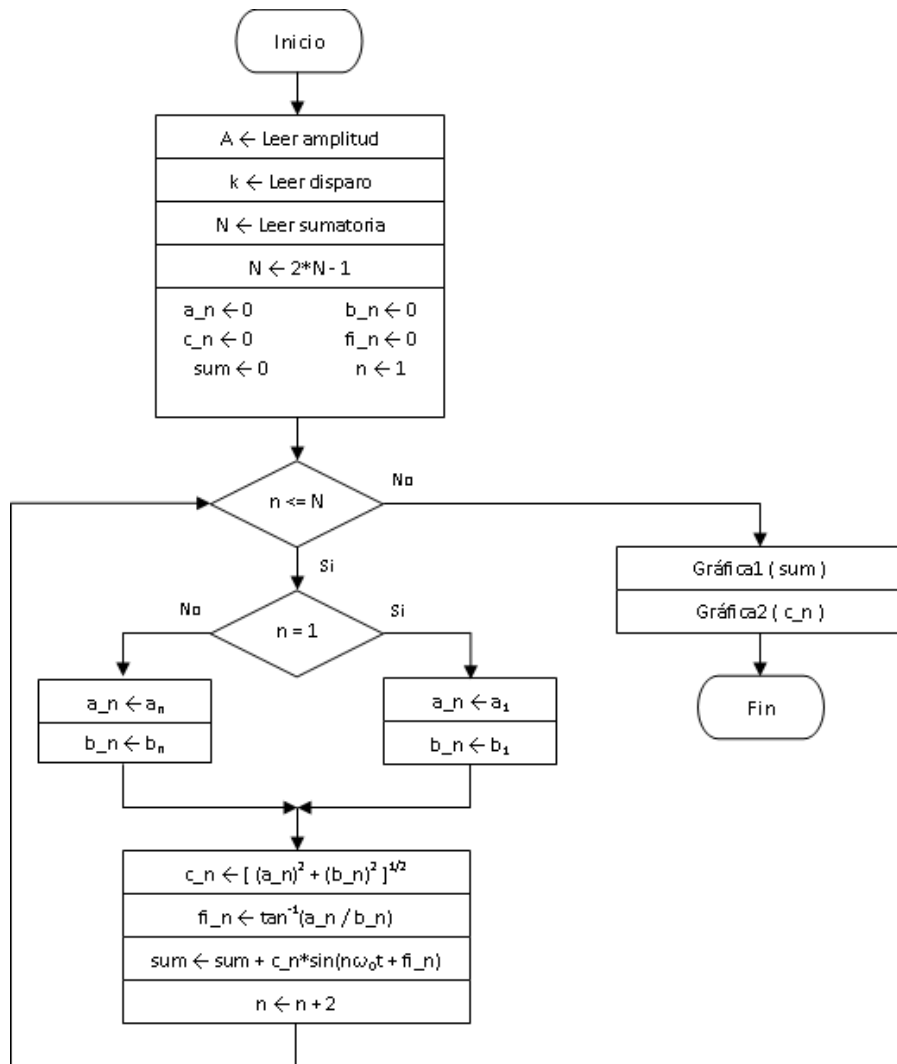 Inicio
A ← Leer amplitud
k ← Leer disparo
N ← Leer sumatoria
N ← 2*N - 1
a_n ← 0 b_n ← 0
c_n ← 0 fi_n ← 0
sum ← 0 n ← 1
n <= N
No
Si
Gráfica1 ( sum )
Gráfica2 ( c_n )
Fin
n = 1
No
Si
a_n ← aₙ
b_n ← bₙ
a_n ← a₁
b_n ← b₁
c_n ← [ (a_n)² + (b_n)² ]¹ᐟ²
fi_n ← tan⁻¹(a_n / b_n)
sum ← sum + c_n*sin(nω₀t + fi_n)
n ← n + 2